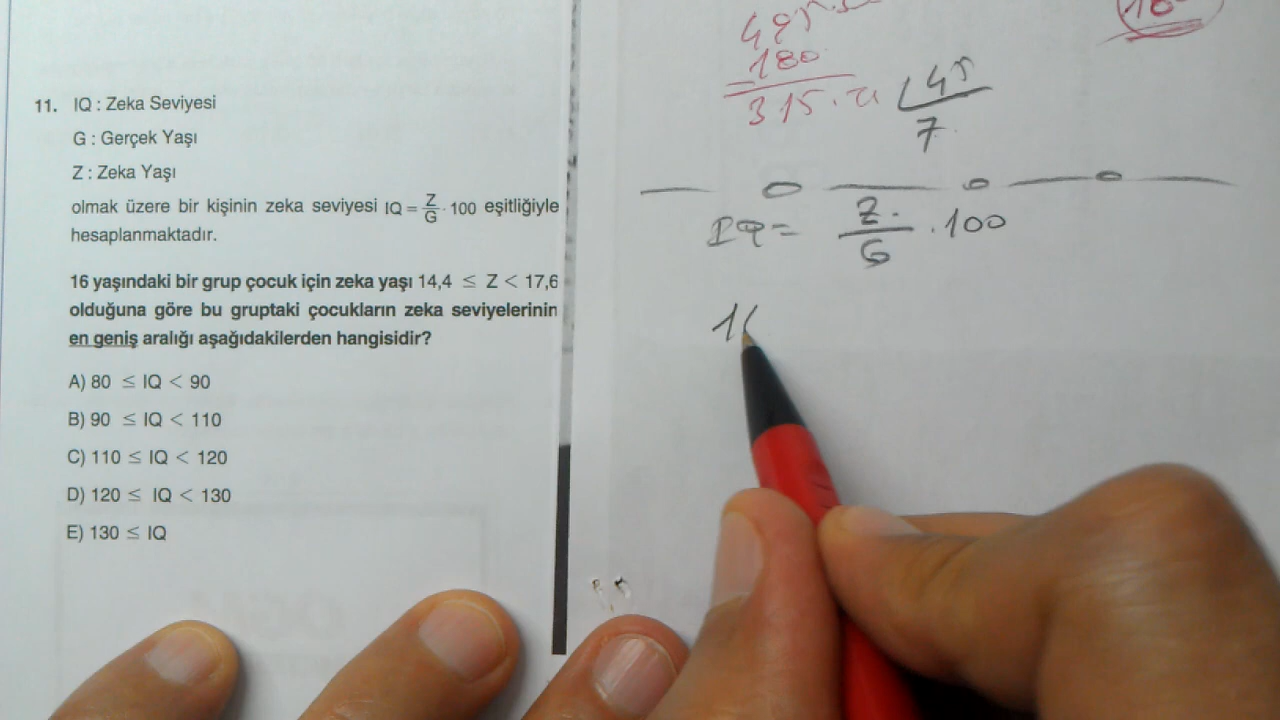 11. IQ : Zeka Seviyesi
G : Gerçek Yaşı
Z : Zeka Yaşı
olmak üzere bir kişinin zeka seviyesi IQ = Z/G · 100 eşitliğiyle
hesaplanmaktadır.
16 yaşındaki bir grup çocuk için zeka yaşı 14,4 ≤ Z < 17,6
olduğuna göre bu gruptaki çocukların zeka seviyelerinin
en geniş aralığı aşağıdakilerden hangisidir?
A) 80 ≤ IQ < 90
B) 90 ≤ IQ < 110
C) 110 ≤ IQ < 120
D) 120 ≤ IQ < 130
E) 130 ≤ IQ
180
315
45
7
IQ = Z/G . 100